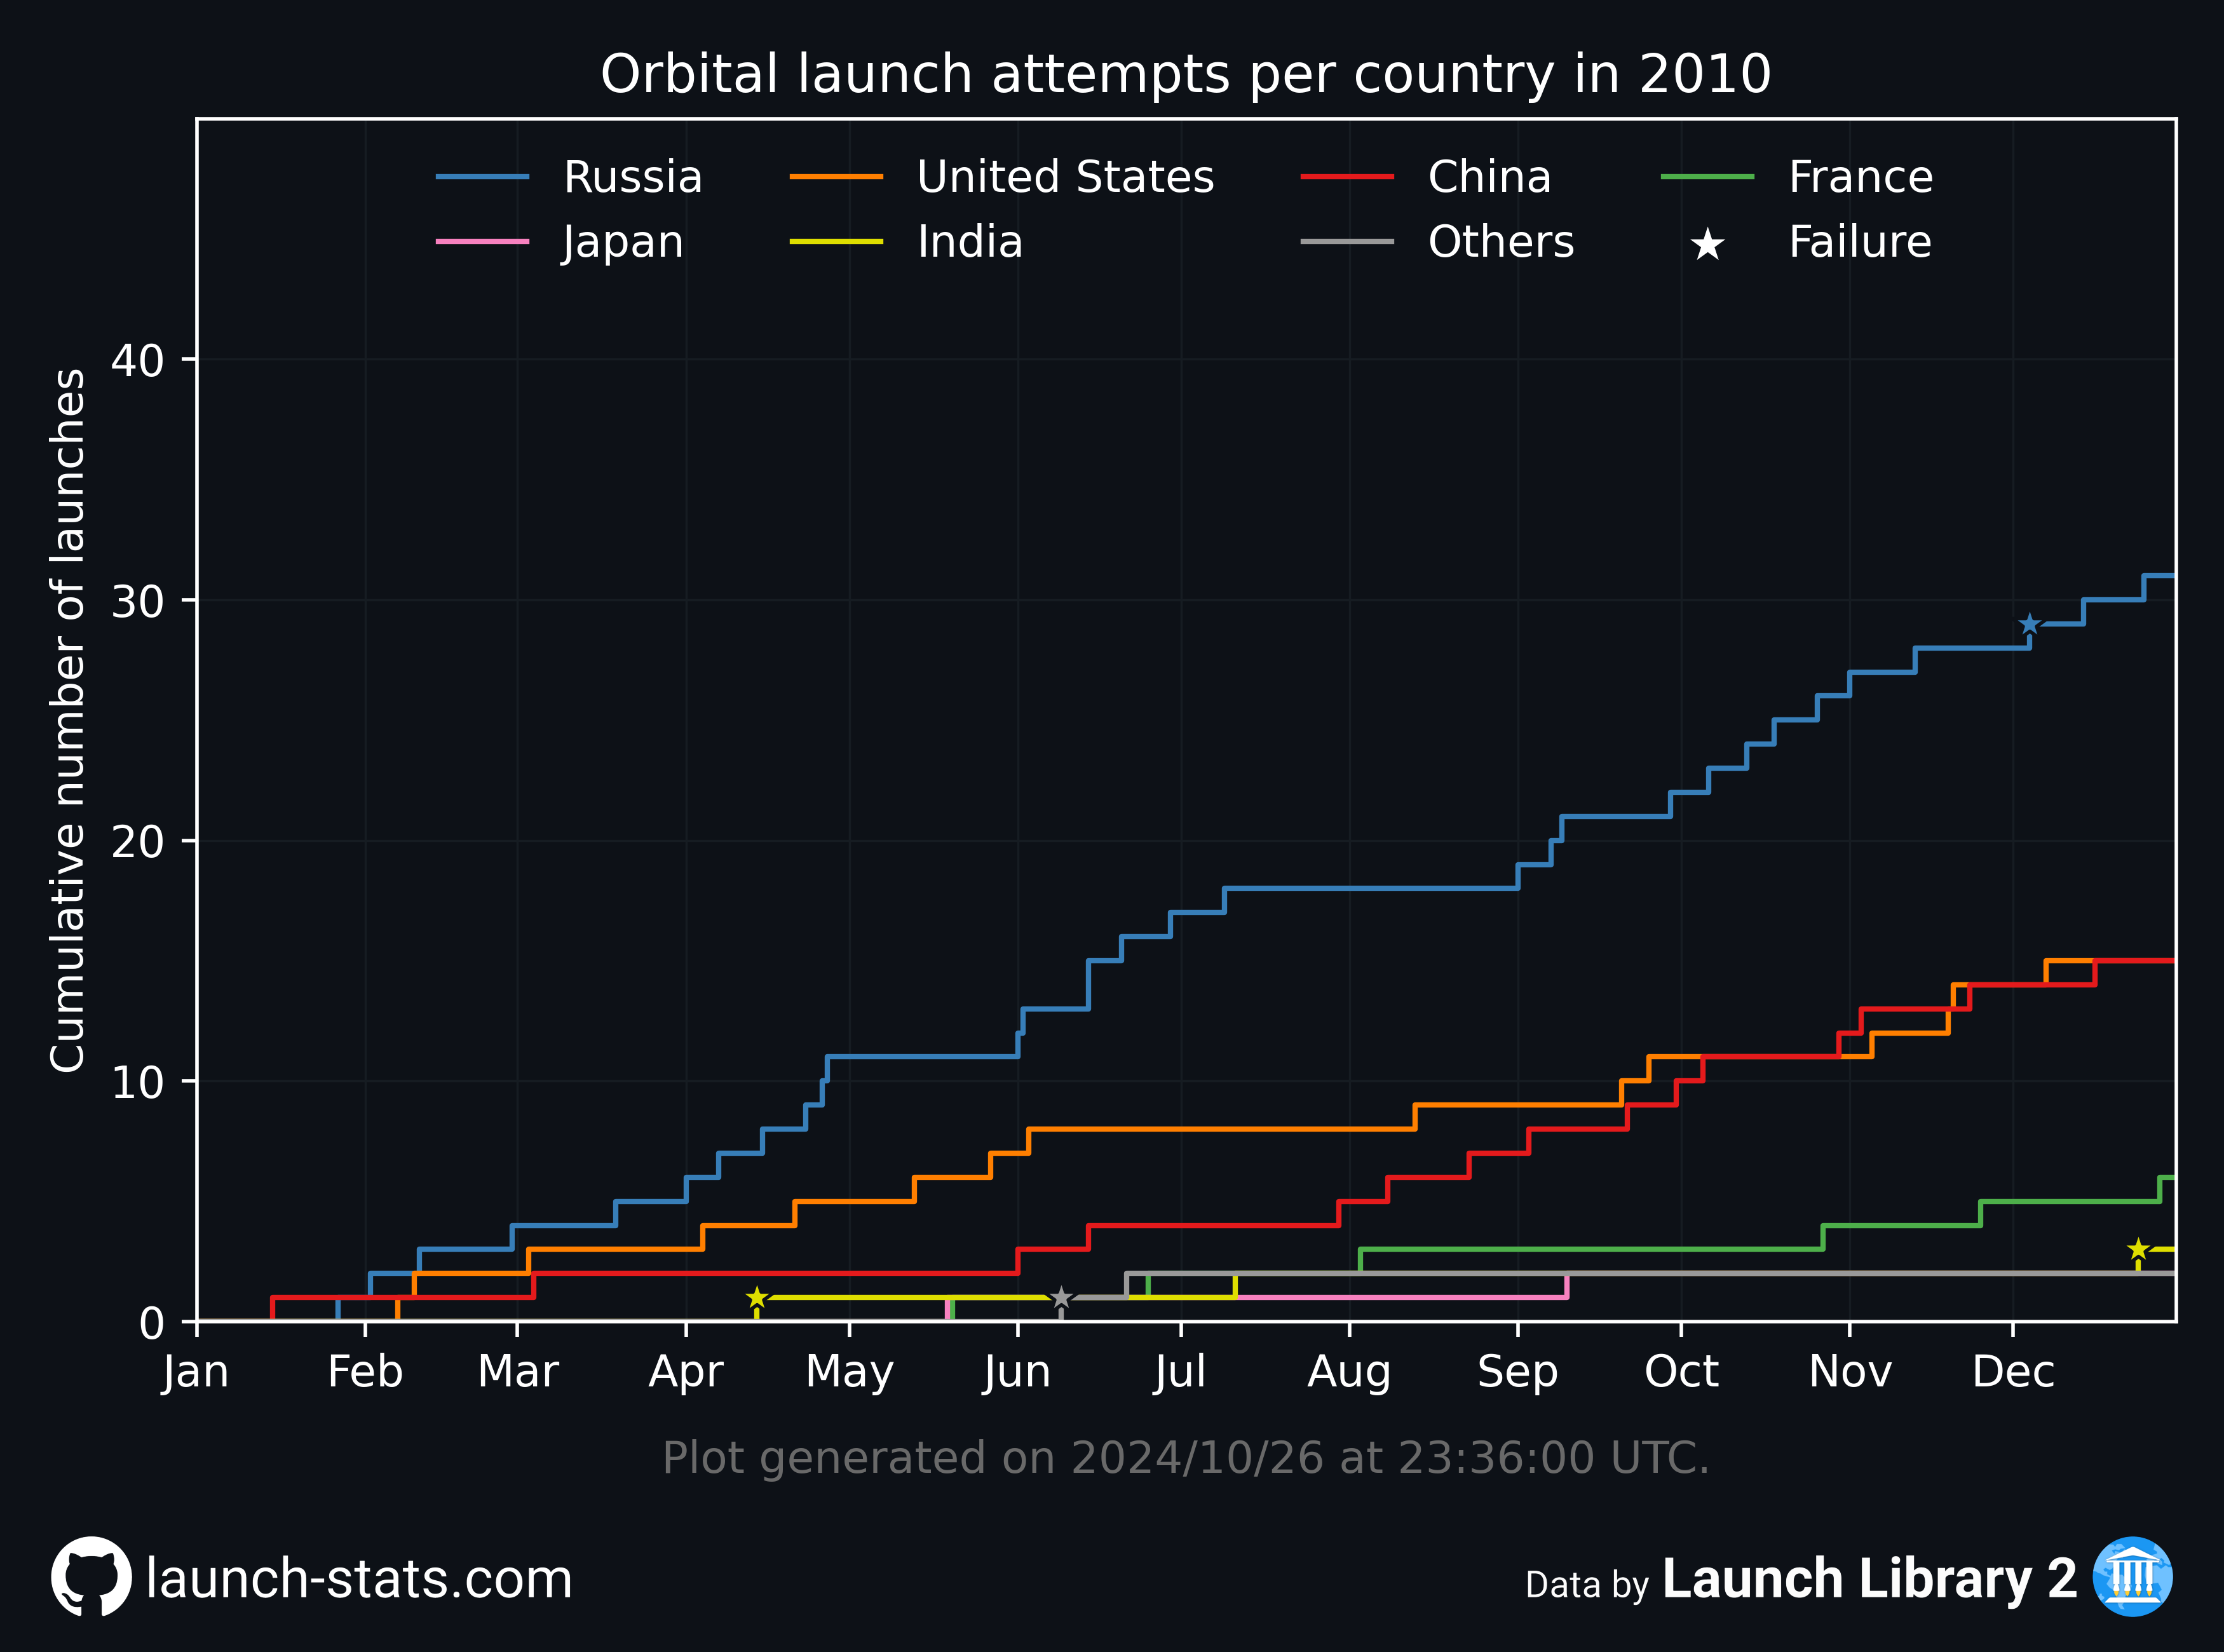 Orbital launch attempts per country in 2010
Russia United States China France
Japan India Others Failure
Cumulative number of launches
40
30
20
10
0
Jan Feb Mar Apr May Jun Jul Aug Sep Oct Nov Dec
Plot generated on 2024/10/26 at 23:36:00 UTC.
launch-stats.com
Data by Launch Library 2